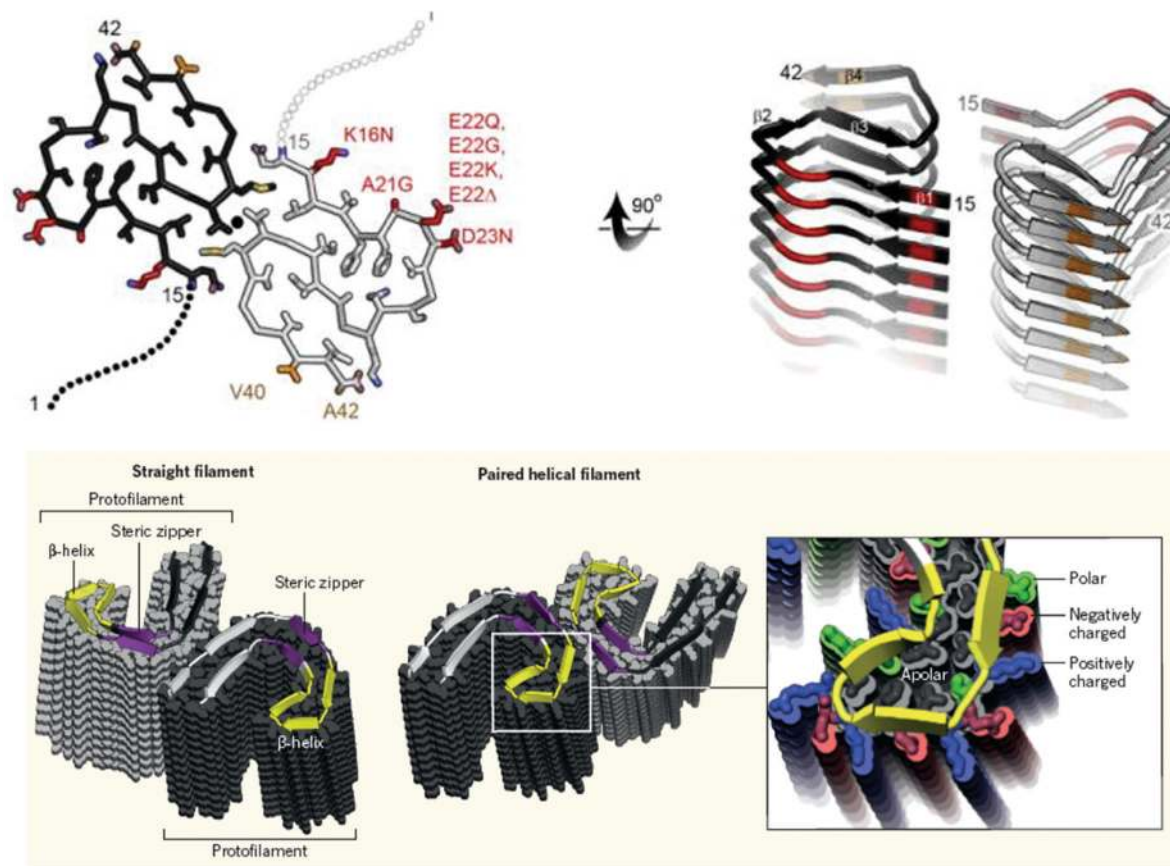 42
15
K16N
E22Q,
E22G,
E22K,
E22Δ
A21G
D23N
15
1
V40
A42
90°
42
β4
β2
β3
β1
15
15
42
Straight filament
Protofilament
Steric zipper
β-helix
Steric zipper
β-helix
Protofilament
Paired helical filament
Polar
Negatively
charged
Positively
charged
Apolar